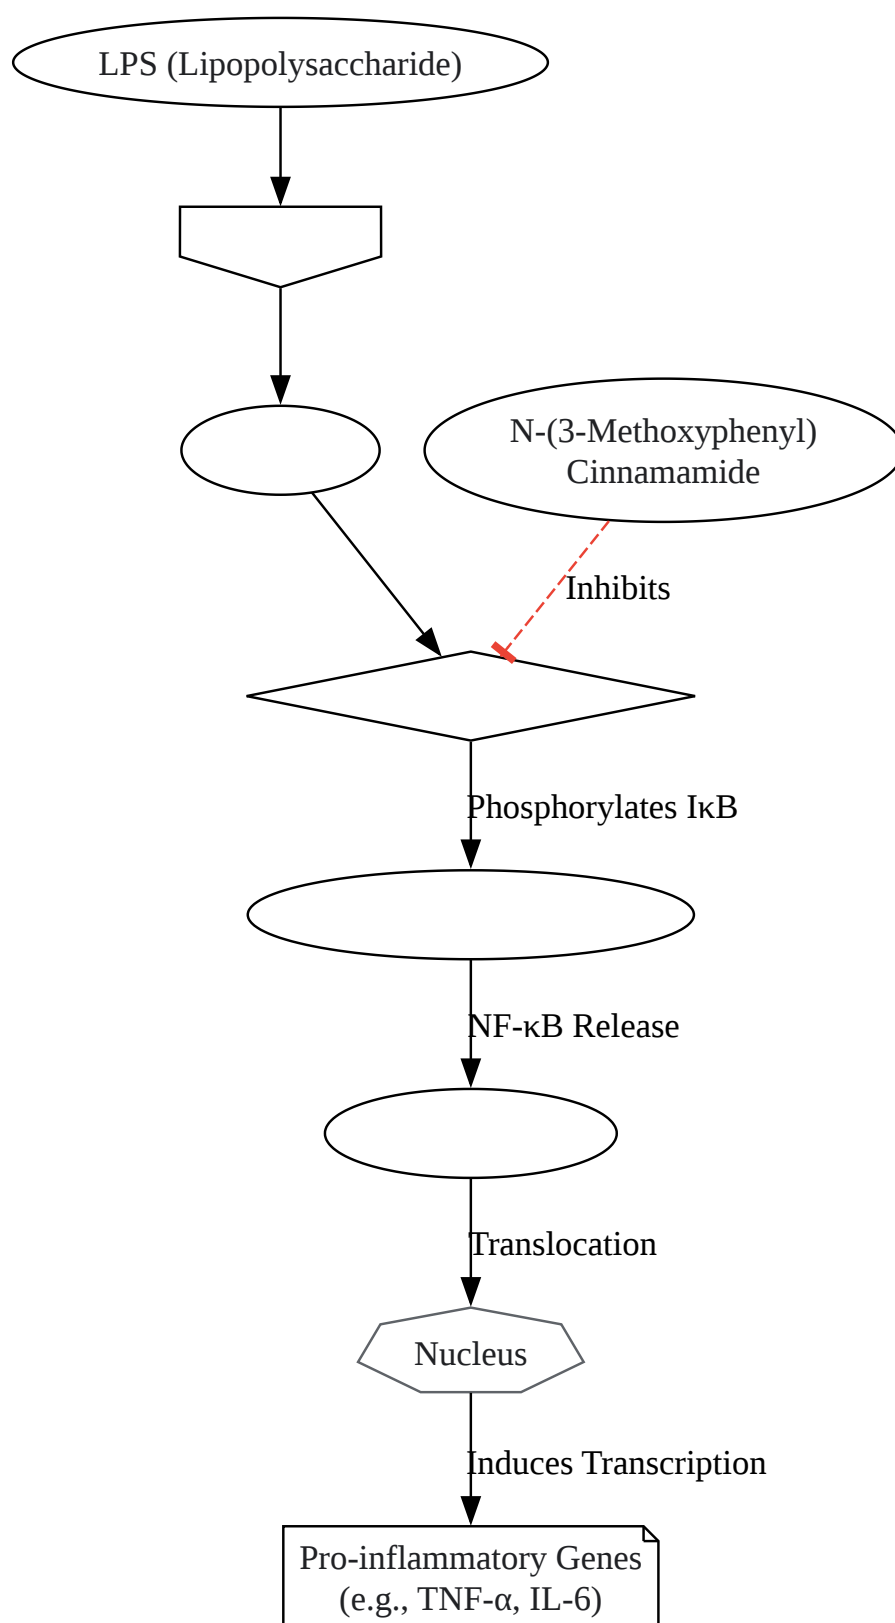 LPS (Lipopolysaccharide)
N-(3-Methoxyphenyl)
Cinnamamide
Inhibits
Phosphorylates IκB
NF-κB Release
Translocation
Nucleus
Induces Transcription
Pro-inflammatory Genes
(e.g., TNF-α, IL-6)